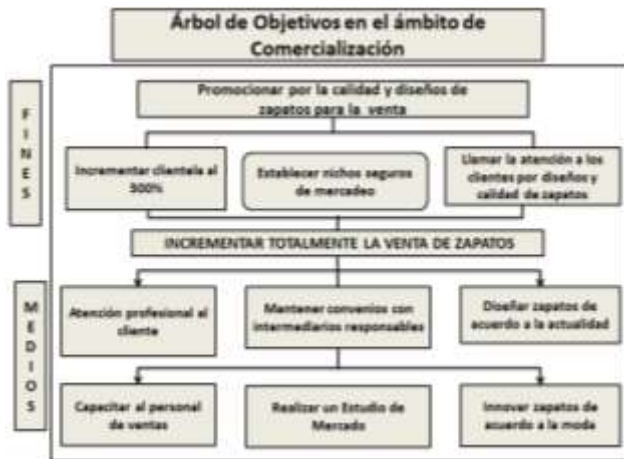 Árbol de Objetivos en el ámbito de
Comercialización
FINES
Promocionar por la calidad y diseños de
zapatos para la venta
Incrementar clientela al
300%
Establecer nichos seguros
de mercadeo
Llamar la atención a los
clientes por diseños y
calidad de zapatos
INCREMENTAR TOTALMENTE LA VENTA DE ZAPATOS
MEDIOS
Atención profesional al
cliente
Mantener convenios con
intermediarios responsables
Diseñar zapatos de
acuerdo a la actualidad
Capacitar al personal
de ventas
Realizar un Estudio de
Mercado
Innovar zapatos de
acuerdo a la moda